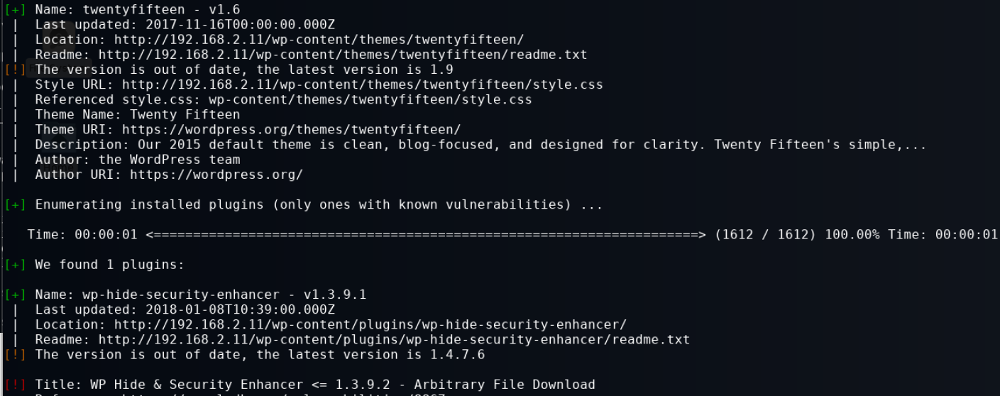 [+] Name: twentyfifteen - v1.6
| Last updated: 2017-11-16T00:00:00.000Z
| Location: http://192.168.2.11/wp-content/themes/twentyfifteen/
| Readme: http://192.168.2.11/wp-content/themes/twentyfifteen/readme.txt
[!] The version is out of date, the latest version is 1.9
| Style URL: http://192.168.2.11/wp-content/themes/twentyfifteen/style.css
| Referenced style.css: wp-content/themes/twentyfifteen/style.css
| Theme Name: Twenty Fifteen
| Theme URI: https://wordpress.org/themes/twentyfifteen/
| Description: Our 2015 default theme is clean, blog-focused, and designed for clarity. Twenty Fifteen's simple,...
| Author: the WordPress team
| Author URI: https://wordpress.org/
[+] Enumerating installed plugins (only ones with known vulnerabilities) ...
Time: 00:00:01 <=====================================================================> (1612 / 1612) 100.00% Time: 00:00:01
[+] We found 1 plugins:
[+] Name: wp-hide-security-enhancer - v1.3.9.1
| Last updated: 2018-01-08T10:39:00.000Z
| Location: http://192.168.2.11/wp-content/plugins/wp-hide-security-enhancer/
| Readme: http://192.168.2.11/wp-content/plugins/wp-hide-security-enhancer/readme.txt
[!] The version is out of date, the latest version is 1.4.7.6
[!] Title: WP Hide & Security Enhancer <= 1.3.9.2 - Arbitrary File Download